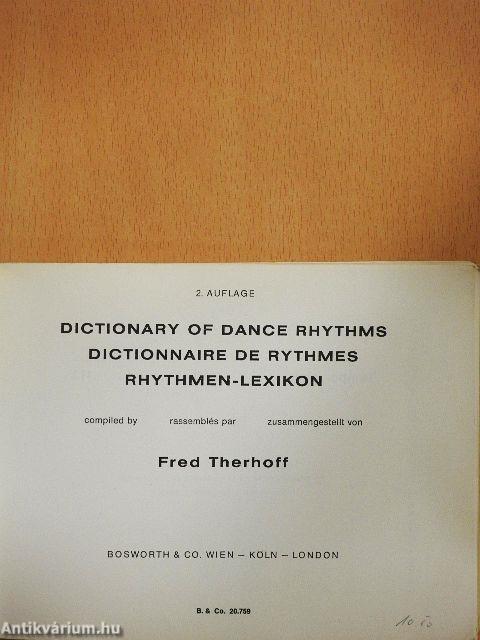 2. AUFLAGE
DICTIONARY OF DANCE RHYTHMS
DICTIONNAIRE DE RYTHMES
RHYTHMEN-LEXIKON
compiled by rassemblés par zusammengestellt von
Fred Therhoff
BOSWORTH & CO. WIEN — KÖLN — LONDON
B. & Co. 20.759
Antikvárium.hu